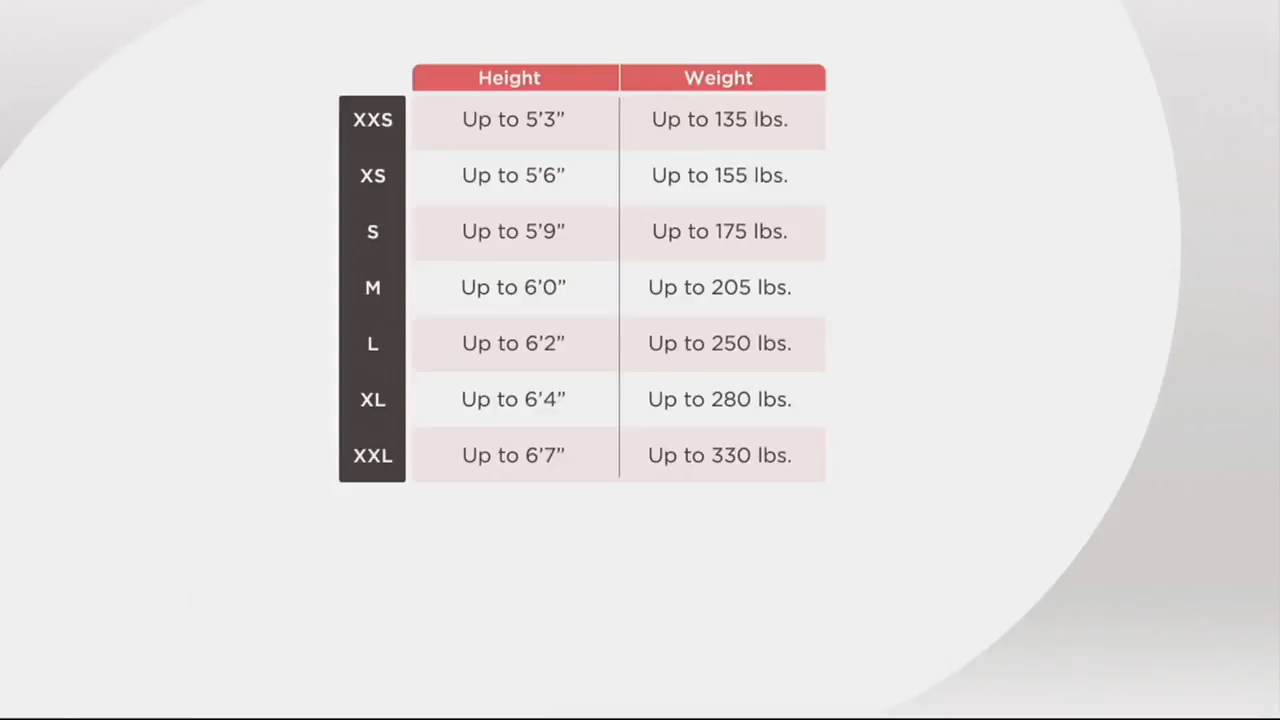 Height Weight
XXS Up to 5’3” Up to 135 lbs.
XS Up to 5’6” Up to 155 lbs.
S Up to 5’9” Up to 175 lbs.
M Up to 6’0” Up to 205 lbs.
L Up to 6’2” Up to 250 lbs.
XL Up to 6’4” Up to 280 lbs.
XXL Up to 6’7” Up to 330 lbs.